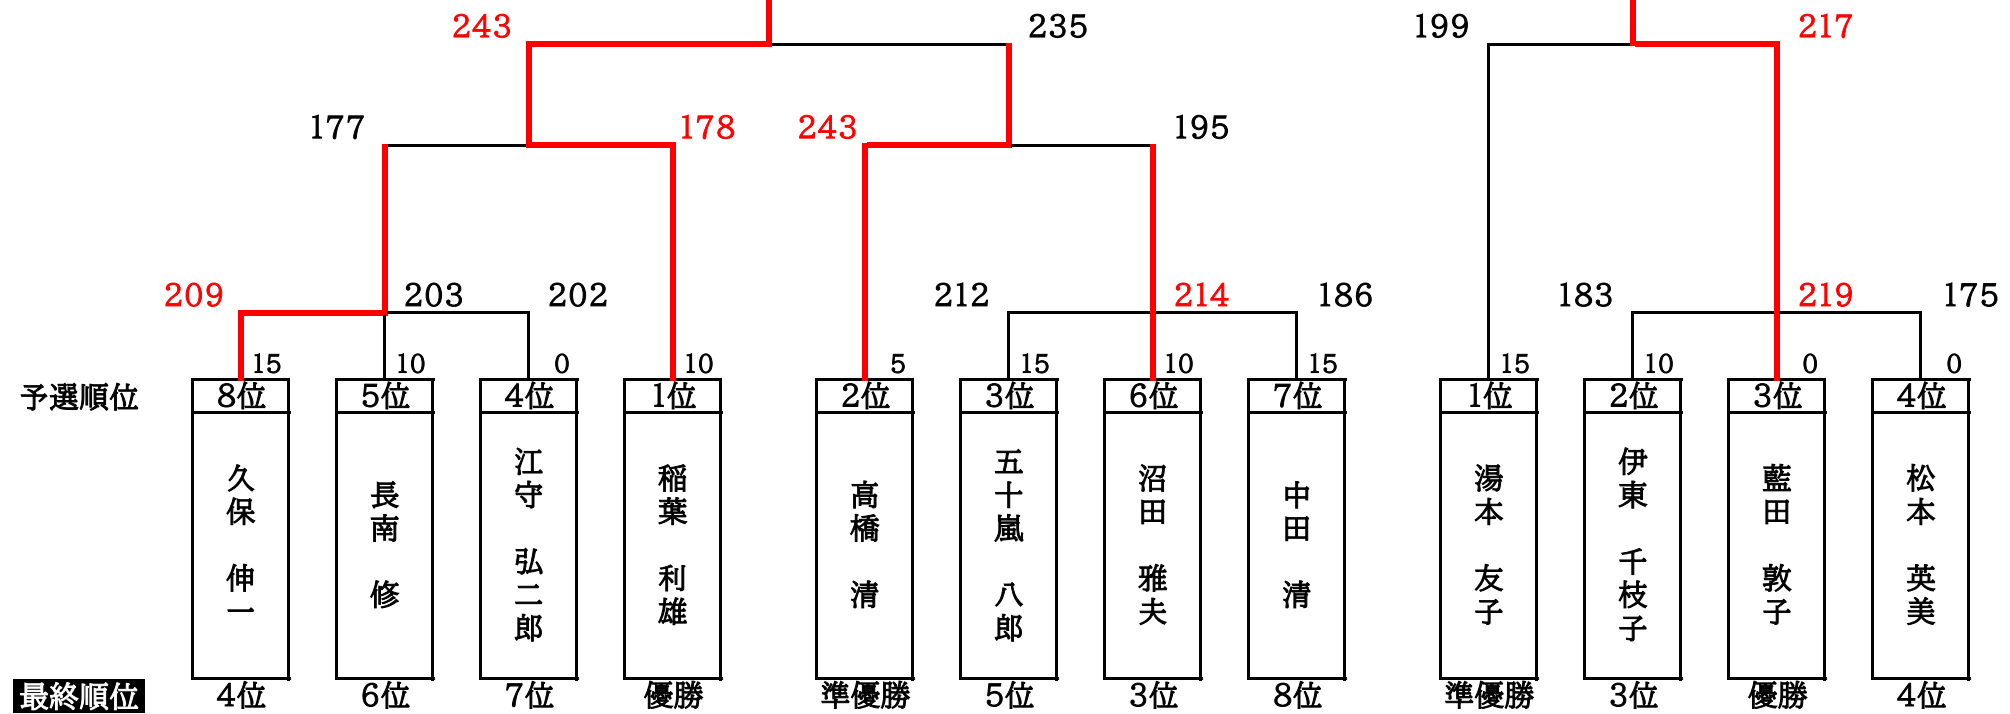 243 235 199 217
177 178 243 195
209 203 202 212 214 186 183 219 175
15 10 0 10 5 15 10 15 15 10 0 0
予選順位 8位 5位 4位 1位 2位 3位 6位 7位 1位 2位 3位 4位
久保 伸一
長南 修
江守 弘二郎
稲葉 利雄
高橋 清
五十嵐 八郎
沼田 雅夫
中田 清
湯本 友子
伊東 千枝子
藍田 敦子
松本 英美
最終順位 4位 6位 7位 優勝 準優勝 5位 3位 8位 準優勝 3位 優勝 4位